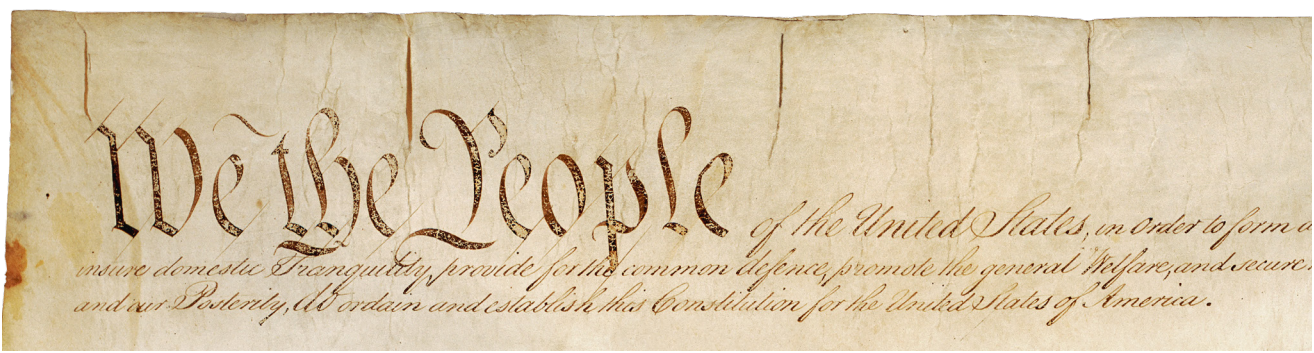 We the People of the United States, in Order to form a
insure domestic Tranquility, provide for the common defence, promote the general Welfare, and secure
and our Posterity, do ordain and establish this Constitution for the United States of America.